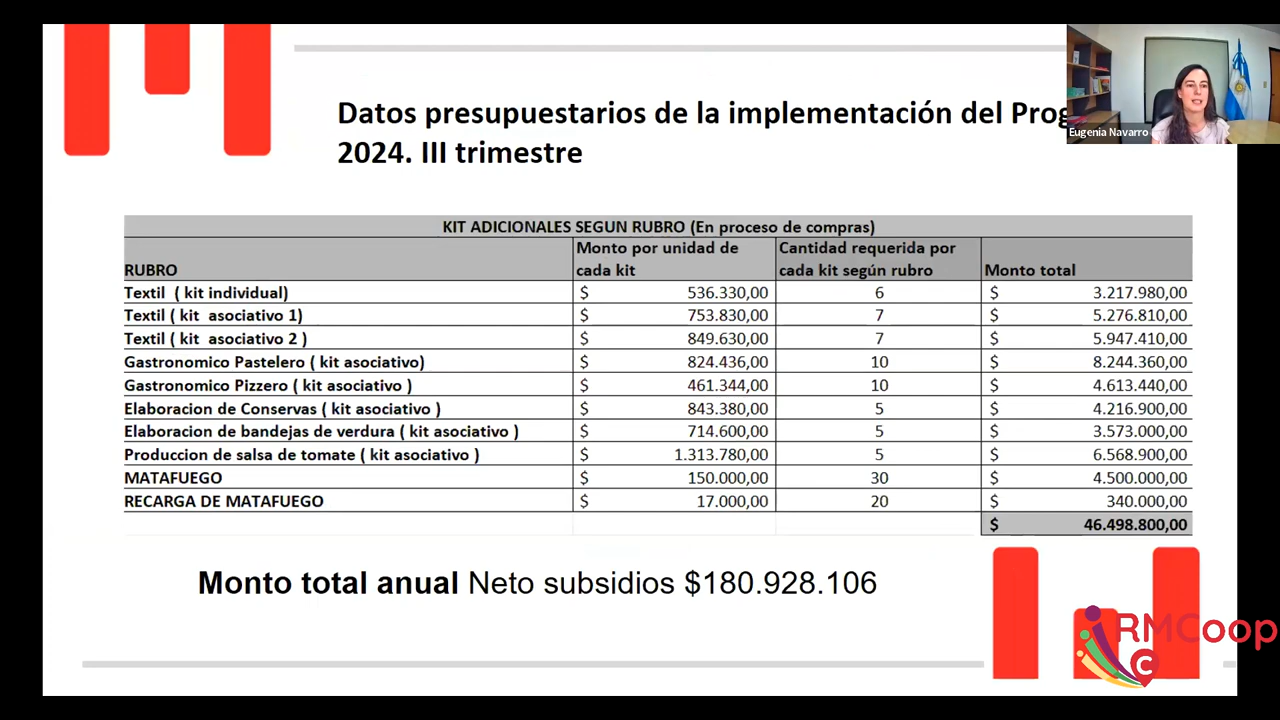 Datos presupuestarios de la implementación del Prog
2024. III trimestre
Eugenia Navarro
KIT ADICIONALES SEGUN RUBRO (En proceso de compras)
RUBRO Monto por unidad de cada kit Cantidad requerida por cada kit según rubro Monto total
Textil ( kit individual) $ 536.330,00 6 $ 3.217.980,00
Textil ( kit asociativo 1) $ 753.830,00 7 $ 5.276.810,00
Textil ( kit asociativo 2 ) $ 849.630,00 7 $ 5.947.410,00
Gastronomico Pastelero ( kit asociativo) $ 824.436,00 10 $ 8.244.360,00
Gastronomico Pizzero ( kit asociativo ) $ 461.344,00 10 $ 4.613.440,00
Elaboracion de Conservas ( kit asociativo ) $ 843.380,00 5 $ 4.216.900,00
Elaboracion de bandejas de verdura ( kit asociativo ) $ 714.600,00 5 $ 3.573.000,00
Produccion de salsa de tomate ( kit asociativo ) $ 1.313.780,00 5 $ 6.568.900,00
MATAFUEGO $ 150.000,00 30 $ 4.500.000,00
RECARGA DE MATAFUEGO $ 17.000,00 20 $ 340.000,00
$ 46.498.800,00
Monto total anual Neto subsidios $180.928.106
RMCoop
C